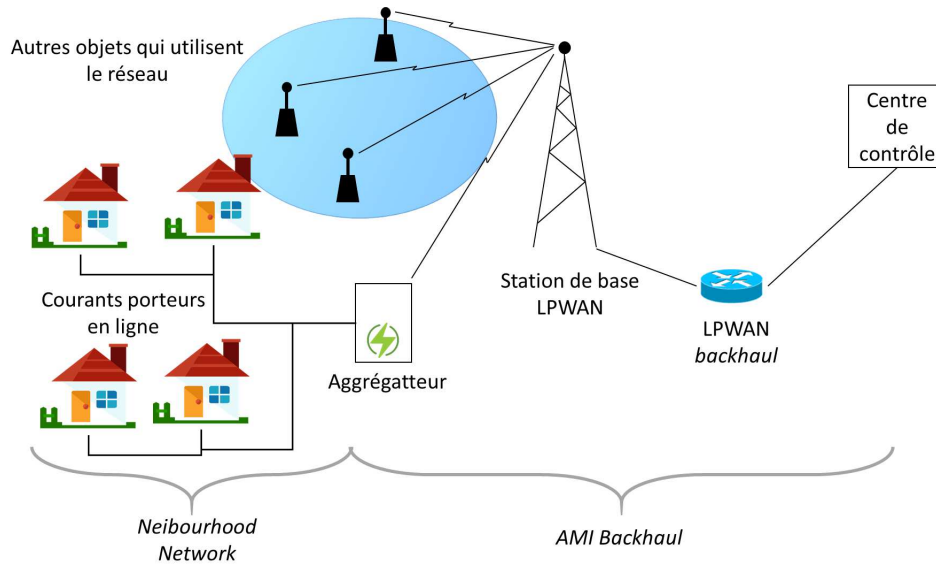 Autres objets qui utilisent
le réseau
Centre
de
contrôle
Station de base
LPWAN
Courants porteurs
en ligne
LPWAN
backhaul
Aggrégatteur
Neibourhood
Network
AMI Backhaul